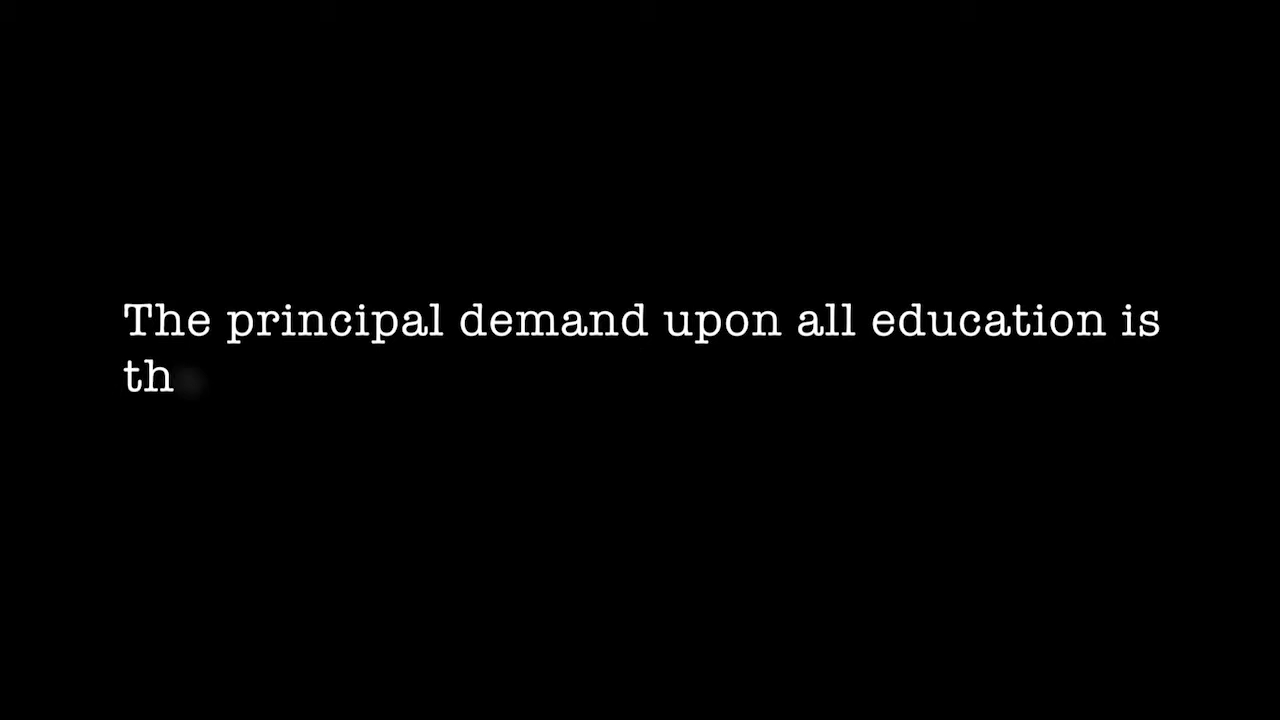 The principal demand upon all education is
th